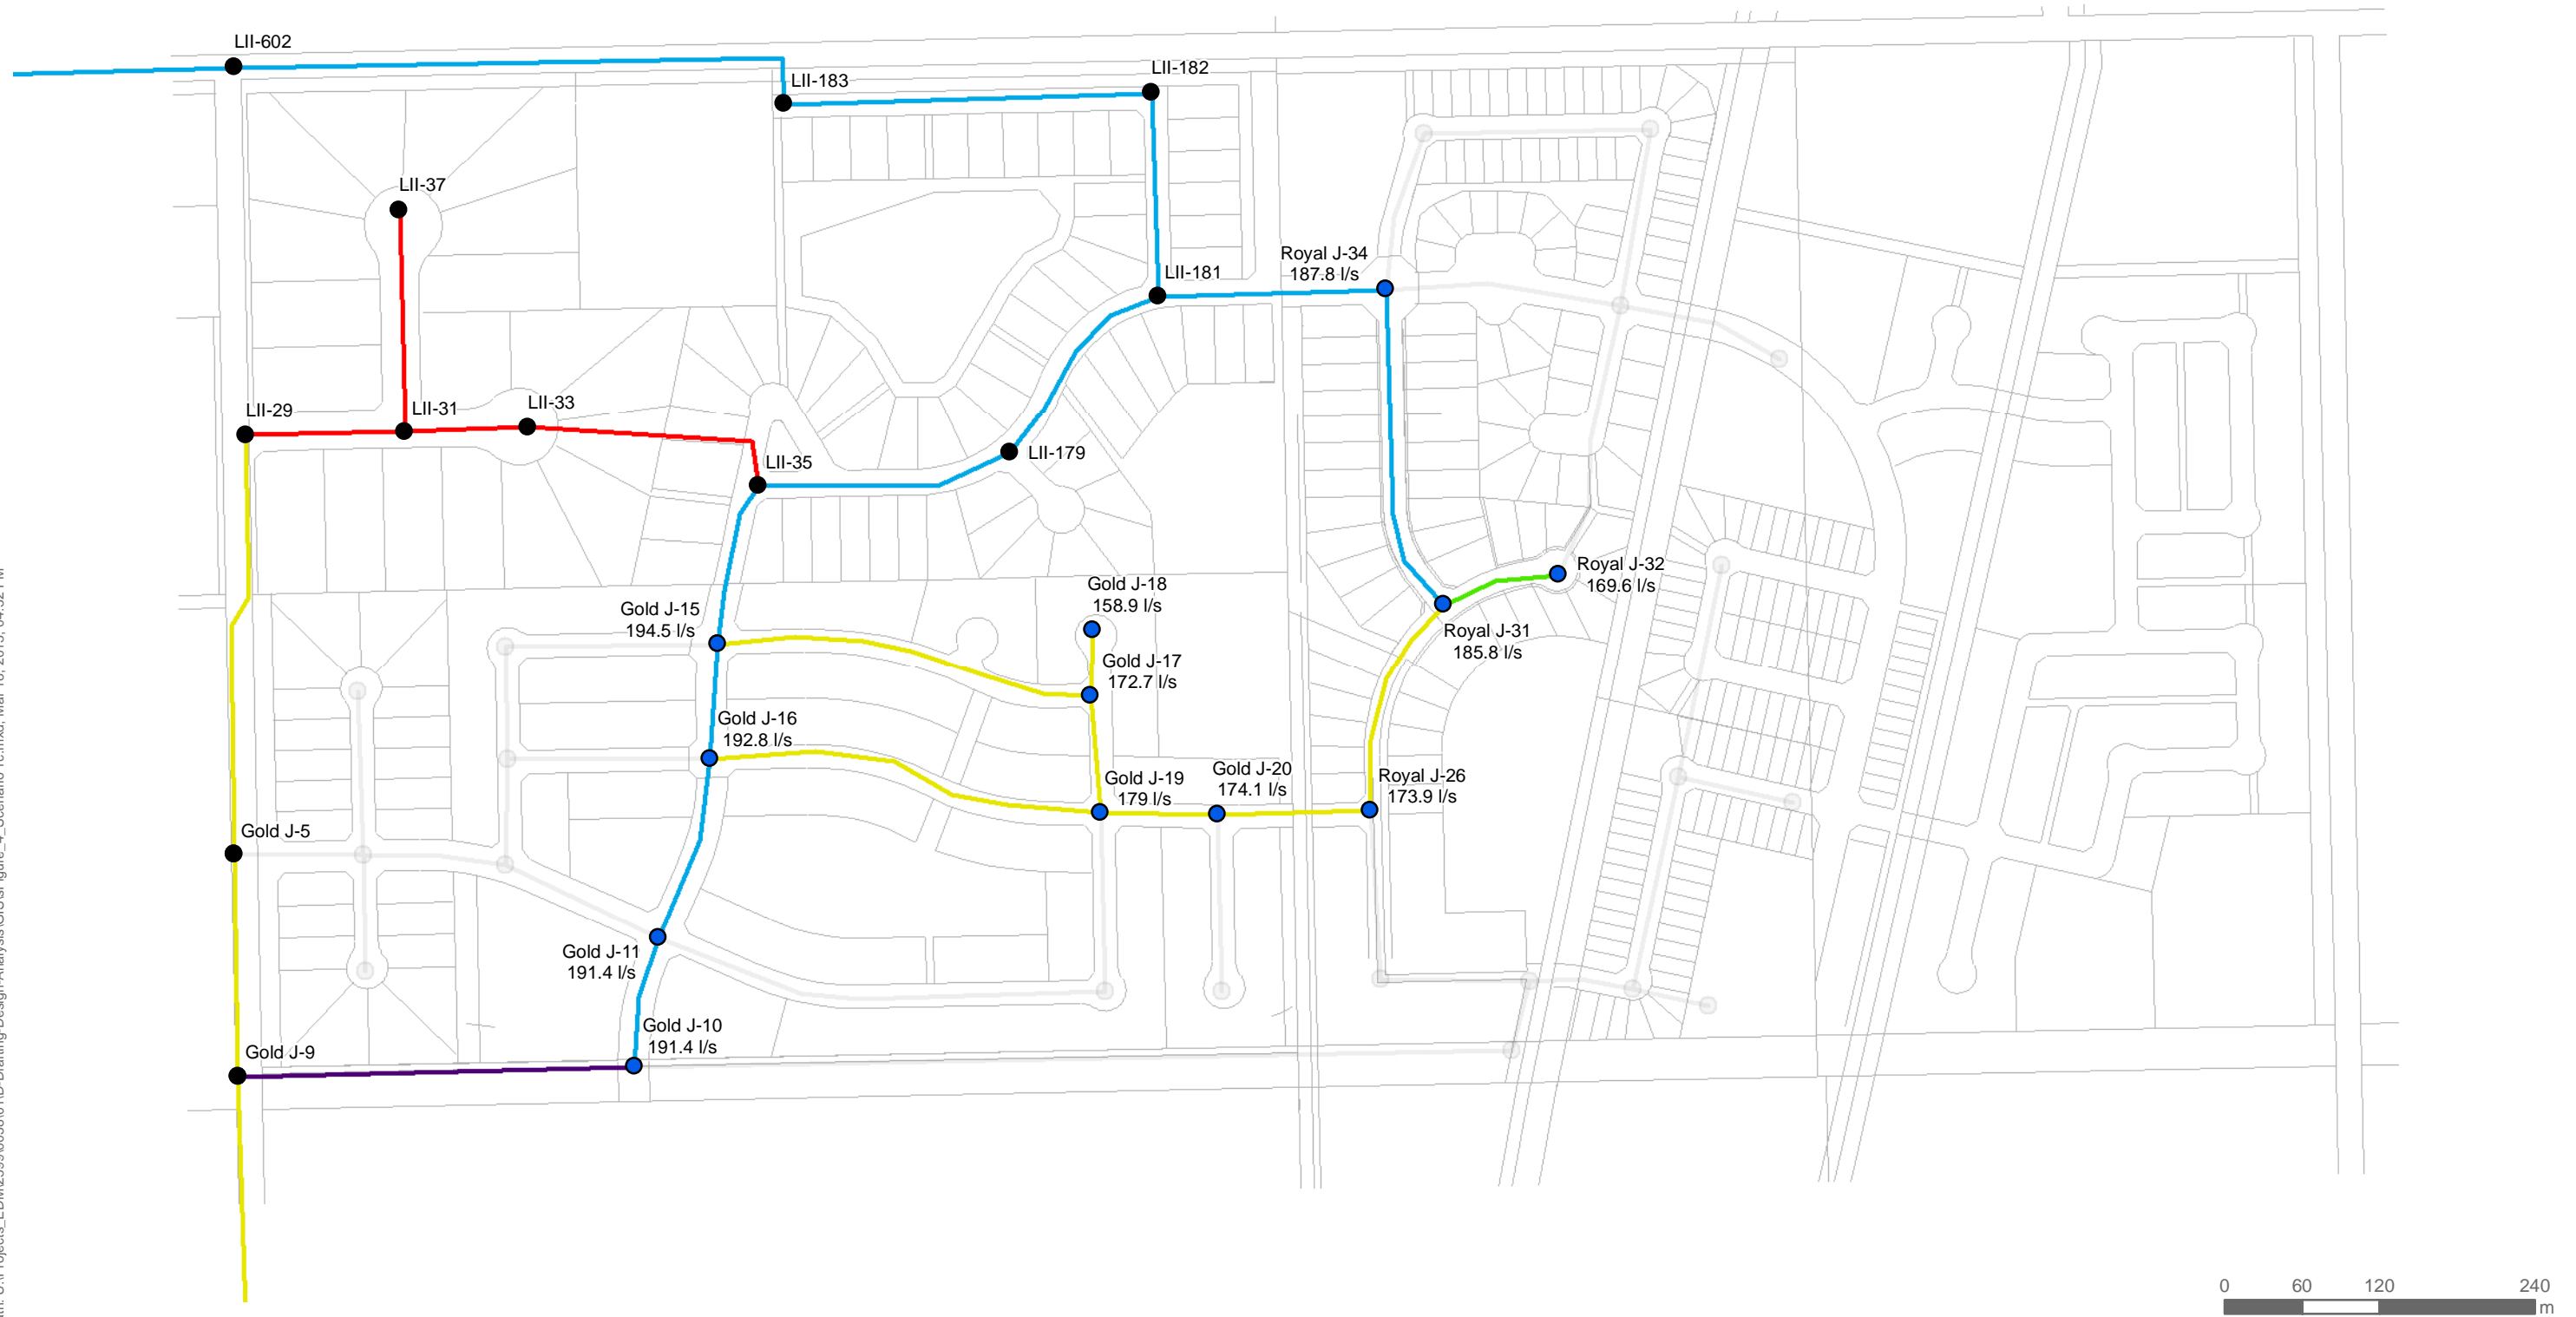 LII-602
LII-183
LII-182
LII-37
Royal J-34
187.8 l/s
LII-181
LII-29
LII-31
LII-33
LII-35
LII-179
Gold J-18
158.9 l/s
Royal J-32
169.6 l/s
Gold J-15
194.5 l/s
Royal J-31
185.8 l/s
Gold J-17
172.7 l/s
Gold J-16
192.8 l/s
Gold J-19
179 l/s
Gold J-20
174.1 l/s
Royal J-26
173.9 l/s
Gold J-5
Gold J-11
191.4 l/s
Gold J-10
191.4 l/s
Gold J-9
0 60 120 240
m